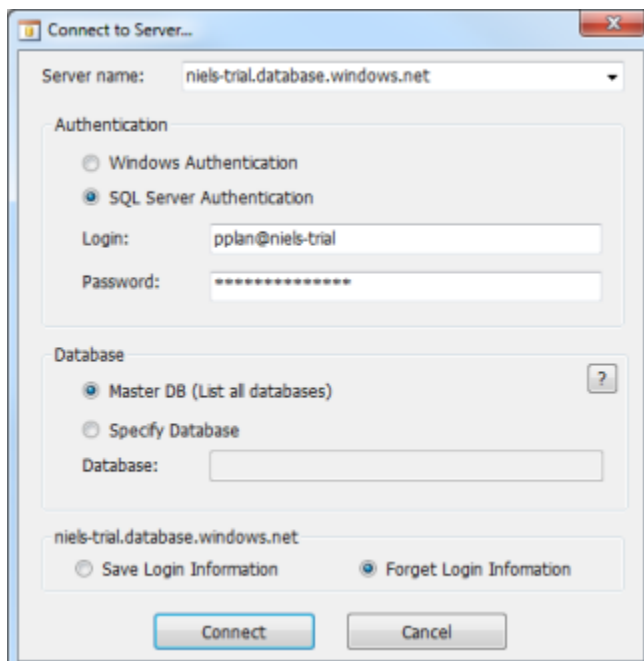 Connect to Server...
Server name: niels-trial.database.windows.net
Authentication
Windows Authentication
SQL Server Authentication
Login: pplan@niels-trial
Password: **************
Database
?
Master DB (List all databases)
Specify Database
Database:
niels-trial.database.windows.net
Save Login Information Forget Login Infomation
Connect Cancel